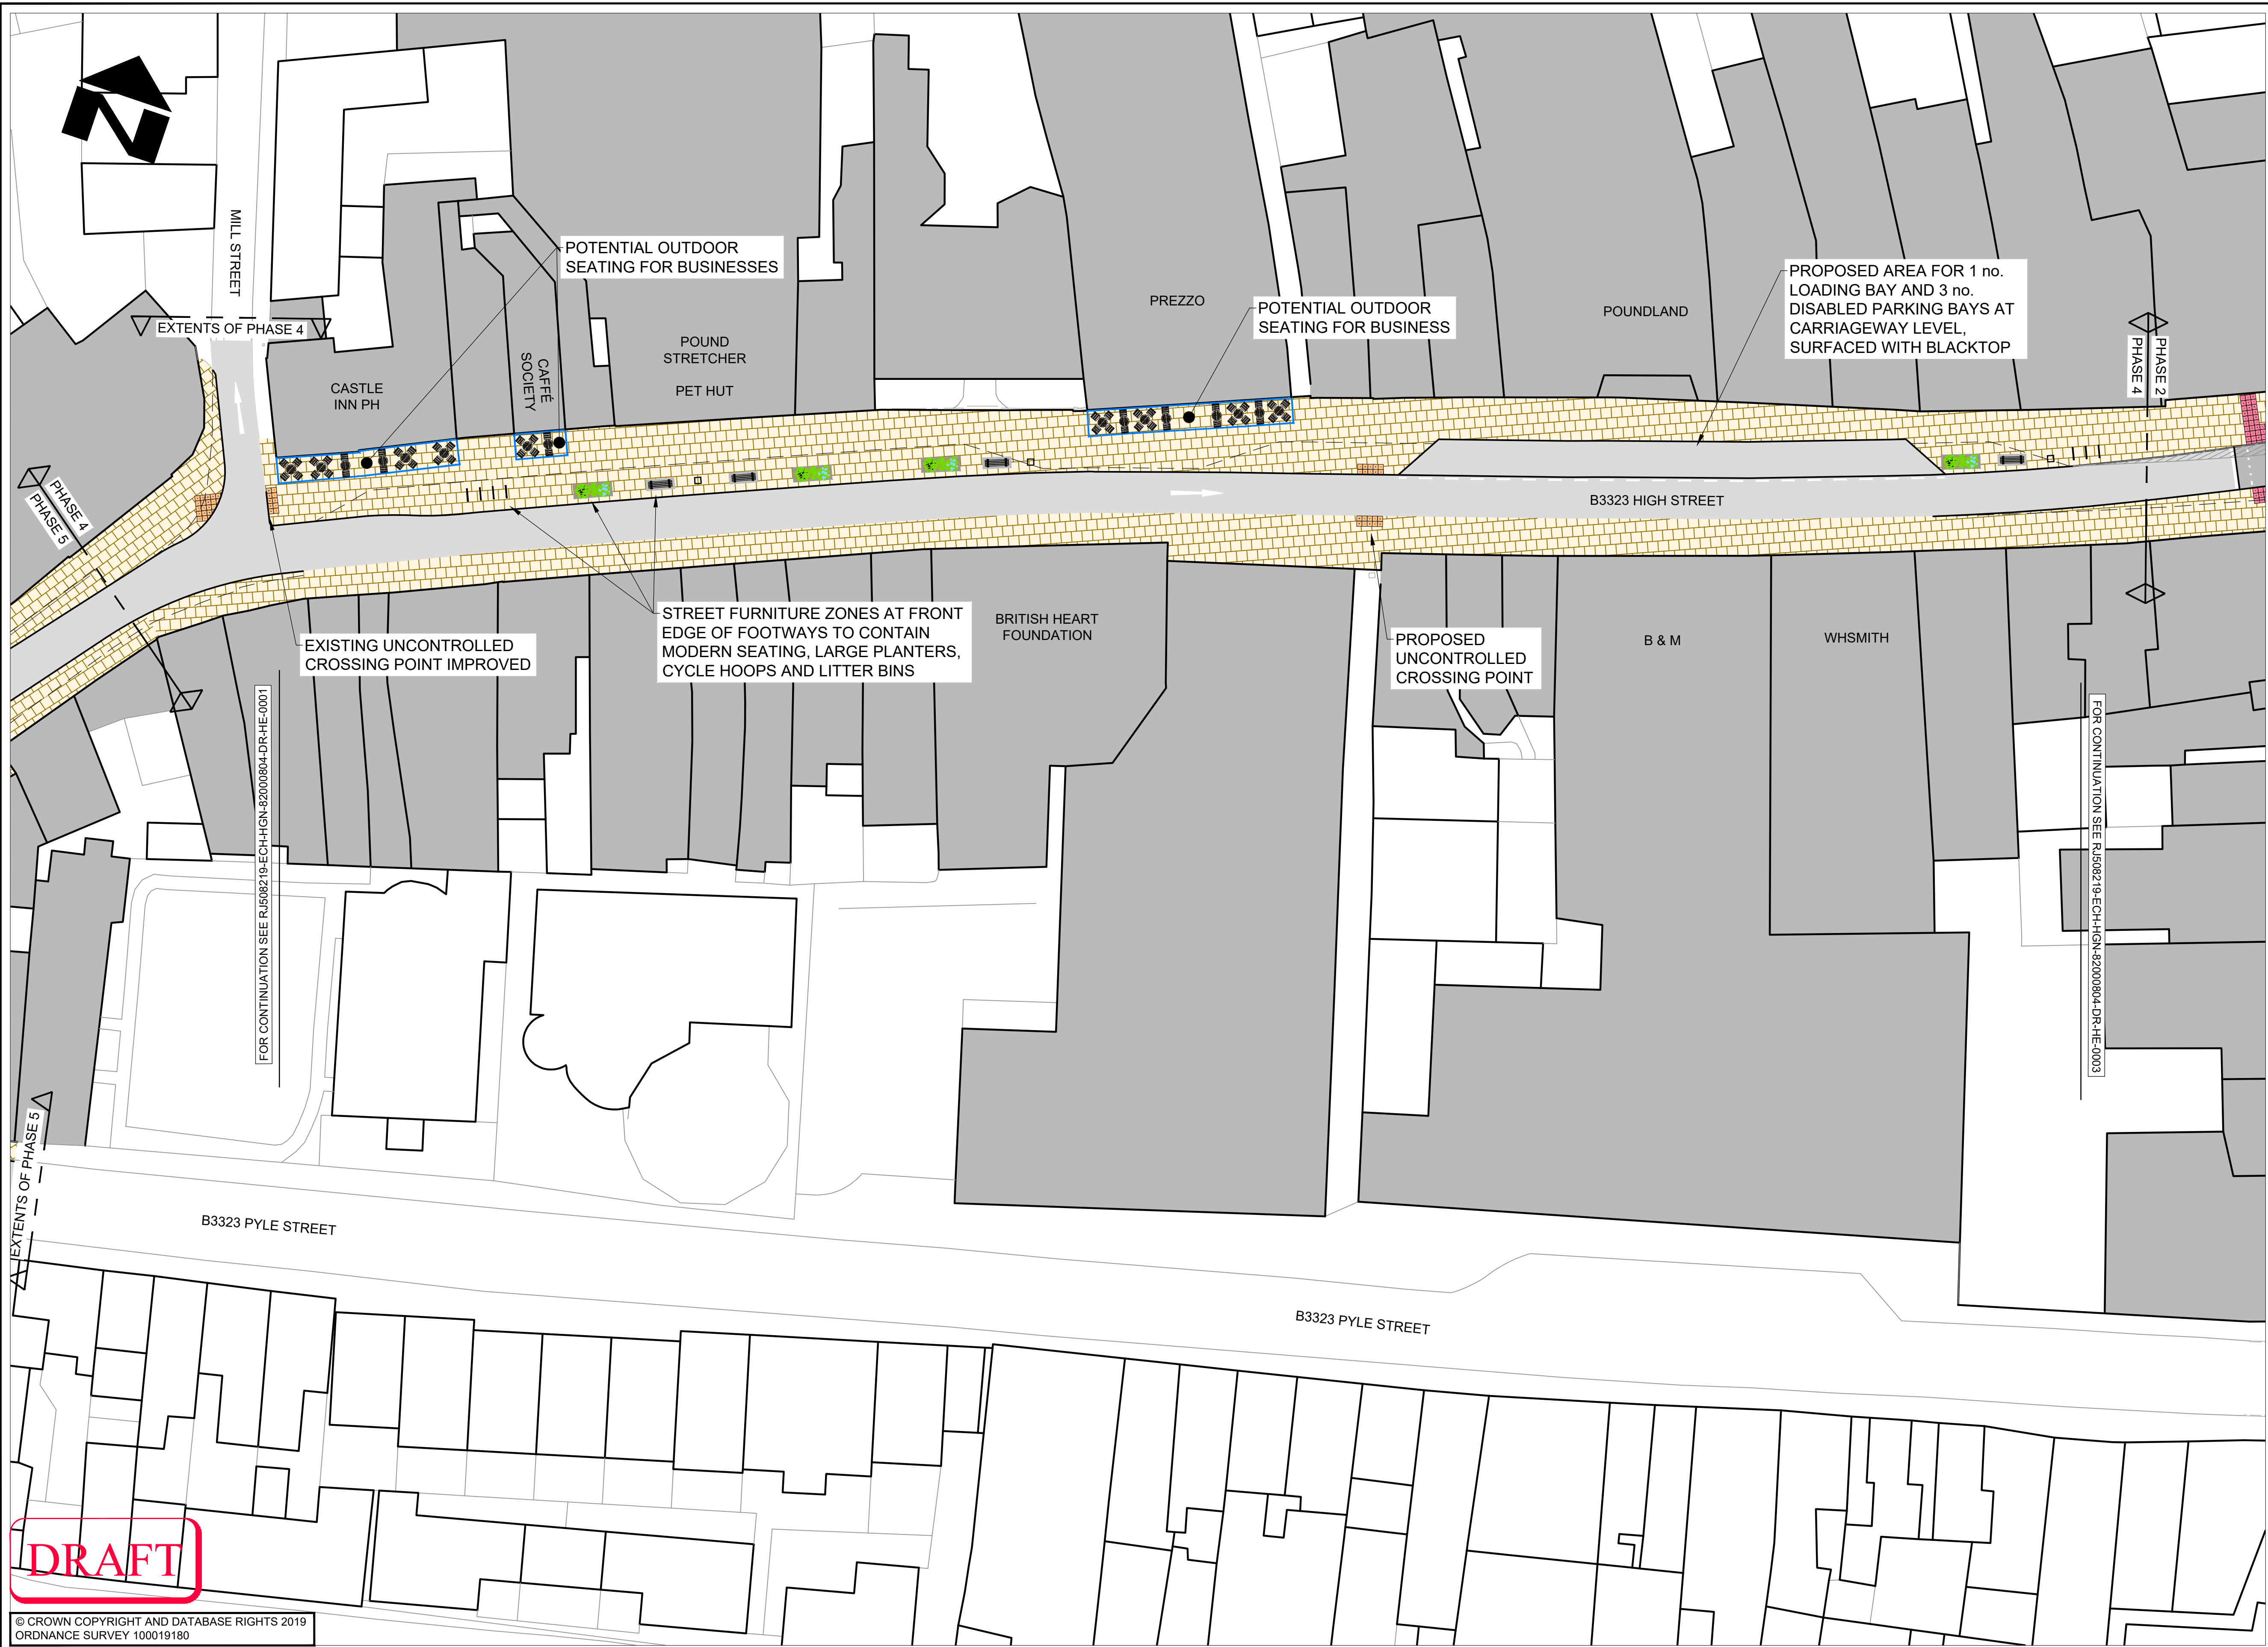 MILL STREET
EXTENTS OF PHASE 4
POTENTIAL OUTDOOR
SEATING FOR BUSINESSES
CASTLE
INN PH
CAFFÉ
SOCIETY
POUND
STRETCHER
PET HUT
PREZZO
POTENTIAL OUTDOOR
SEATING FOR BUSINESS
POUNDLAND
PROPOSED AREA FOR 1 no.
LOADING BAY AND 3 no.
DISABLED PARKING BAYS AT
CARRIAGEWAY LEVEL,
SURFACED WITH BLACKTOP
PHASE 2
PHASE 4
PHASE 4
PHASE 5
B3323 HIGH STREET
EXISTING UNCONTROLLED
CROSSING POINT IMPROVED
STREET FURNITURE ZONES AT FRONT
EDGE OF FOOTWAYS TO CONTAIN
MODERN SEATING, LARGE PLANTERS,
CYCLE HOOPS AND LITTER BINS
BRITISH HEART
FOUNDATION
PROPOSED
UNCONTROLLED
CROSSING POINT
B & M
WHSMITH
FOR CONTINUATION SEE RJ508219-ECH-HGN-82000804-DR-HE-0001
FOR CONTINUATION SEE RJ508219-ECH-HGN-82000804-DR-HE-0003
EXTENTS OF PHASE 5
B3323 PYLE STREET
B3323 PYLE STREET
DRAFT
© CROWN COPYRIGHT AND DATABASE RIGHTS 2019
ORDNANCE SURVEY 100019180